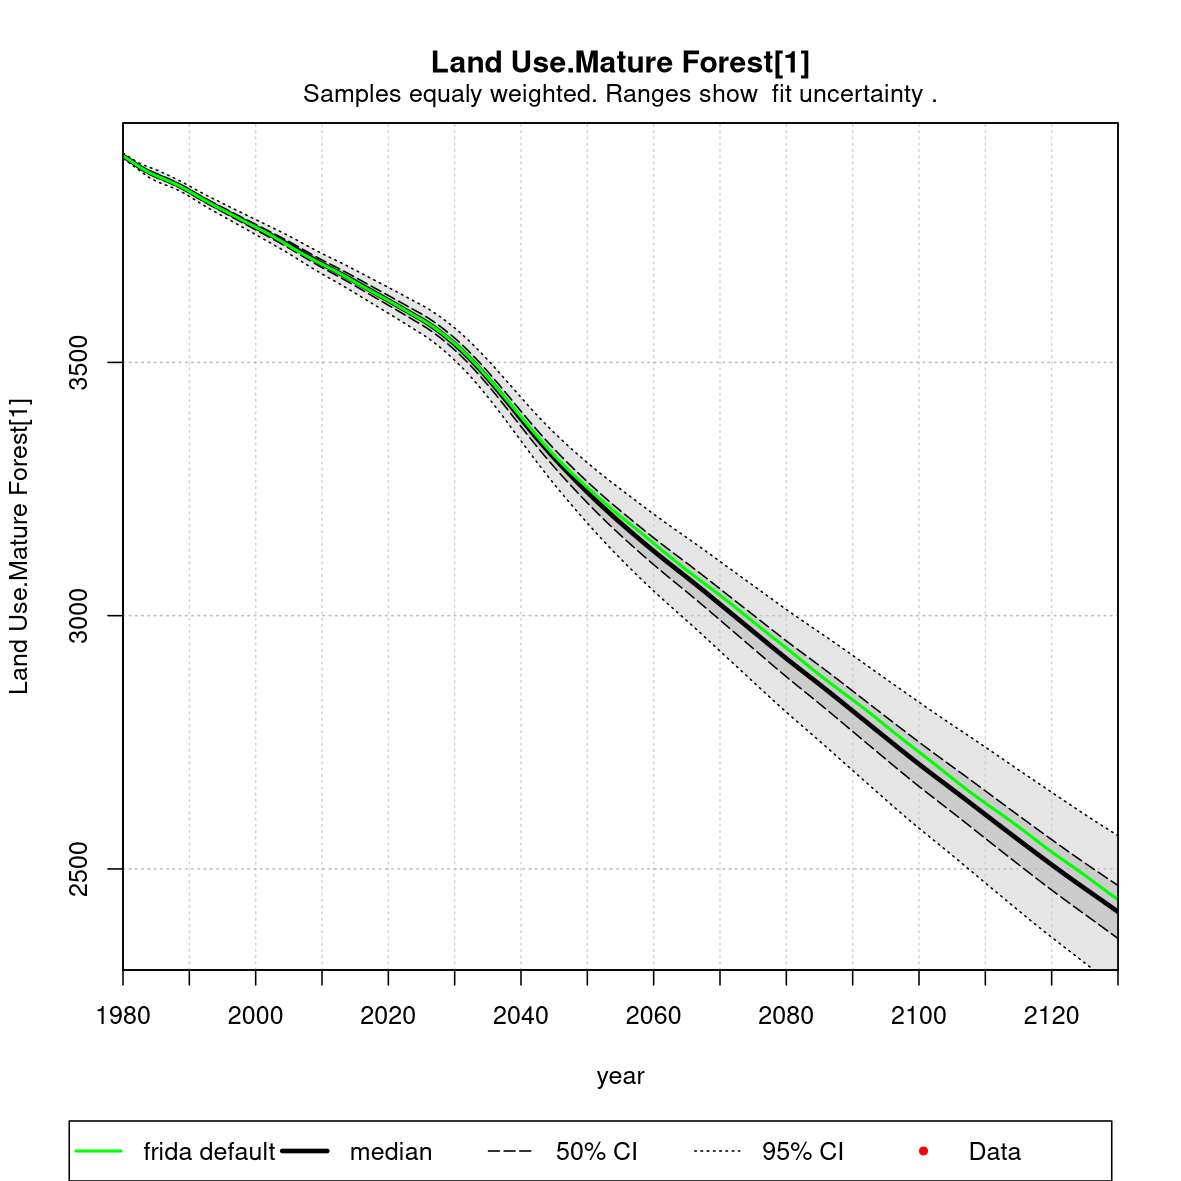 Land Use.Mature Forest[1]
Samples equaly weighted. Ranges show  fit uncertainty .
Land Use.Mature Forest[1]
3500
3000
2500
1980 2000 2020 2040 2060 2080 2100 2120
year
frida default median 50% CI 95% CI Data